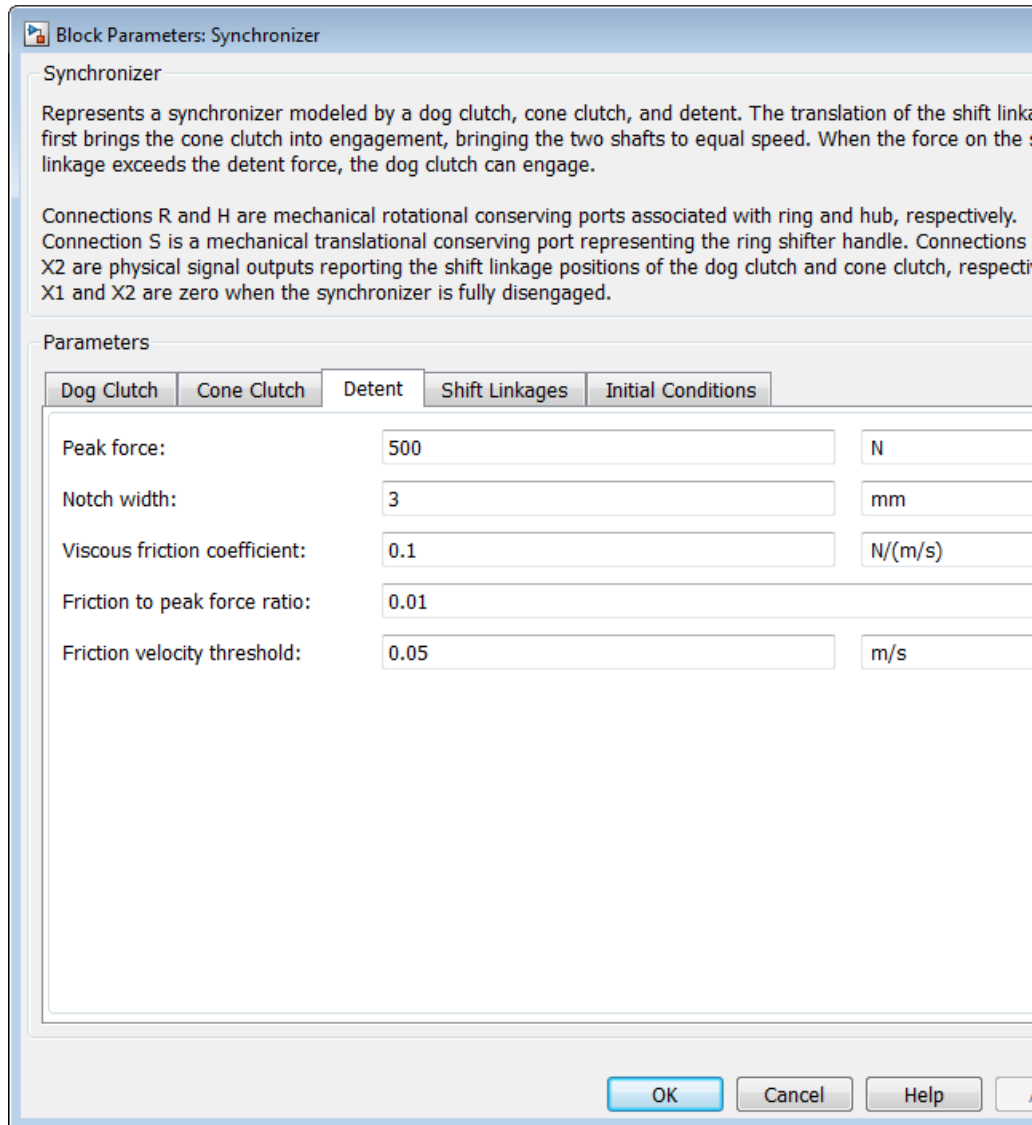 Block Parameters: Synchronizer
Synchronizer
Represents a synchronizer modeled by a dog clutch, cone clutch, and detent. The translation of the shift
first brings the cone clutch into engagement, bringing the two shafts to equal speed. When the force on the
linkage exceeds the detent force, the dog clutch can engage.
Connections R and H are mechanical rotational conserving ports associated with ring and hub, respectively.
Connection S is a mechanical translational conserving port representing the ring shifter handle. Connections
X2 are physical signal outputs reporting the shift linkage positions of the dog clutch and cone clutch,
X1 and X2 are zero when the synchronizer is fully disengaged.
Parameters
Dog Clutch Cone Clutch Detent Shift Linkages Initial Conditions
Peak force: 500 N
Notch width: 3 mm
Viscous friction coefficient: 0.1 N/(m/s)
Friction to peak force ratio: 0.01
Friction velocity threshold: 0.05 m/s
OK Cancel Help